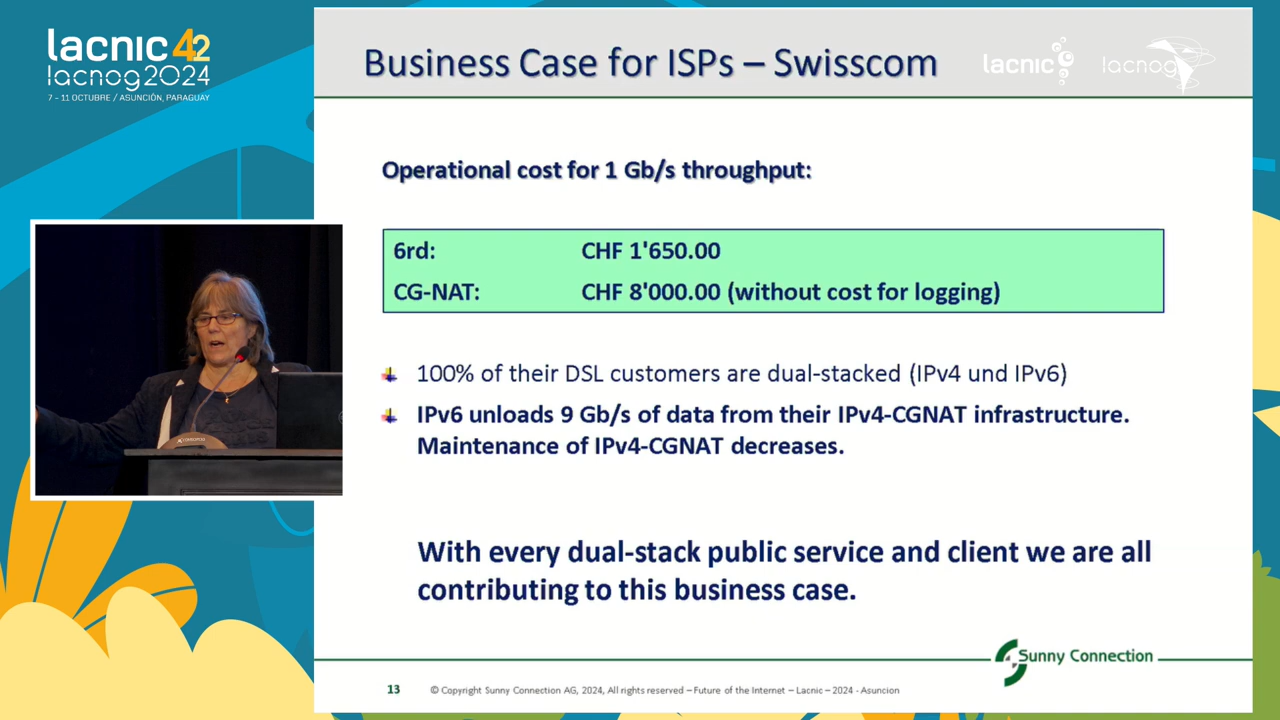 lacnic 42
lacnog2024
7 - 11 OCTUBRE / ASUNCIÓN, PARAGUAY
Business Case for ISPs – Swisscom
lacnic
lacnog
Operational cost for 1 Gb/s throughput:
6rd: CHF 1'650.00
CG-NAT: CHF 8'000.00 (without cost for logging)
100% of their DSL customers are dual-stacked (IPv4 und IPv6)
IPv6 unloads 9 Gb/s of data from their IPv4-CGNAT infrastructure.
Maintenance of IPv4-CGNAT decreases.
With every dual-stack public service and client we are all
contributing to this business case.
Sunny Connection
13 © Copyright Sunny Connection AG, 2024, All rights reserved – Future of the Internet – Lacnic – 2024 - Asuncion